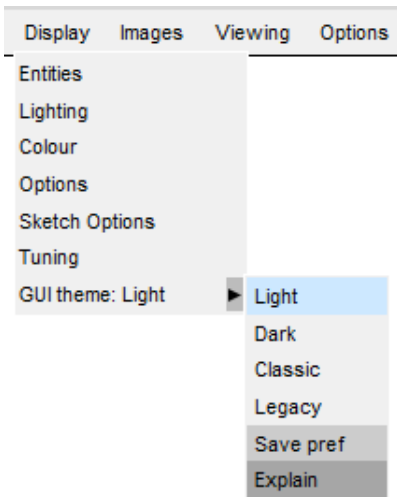 Display Images Viewing Options
Entities
Lighting
Colour
Options
Sketch Options
Tuning
GUI theme: Light
Light
Dark
Classic
Legacy
Save pref
Explain